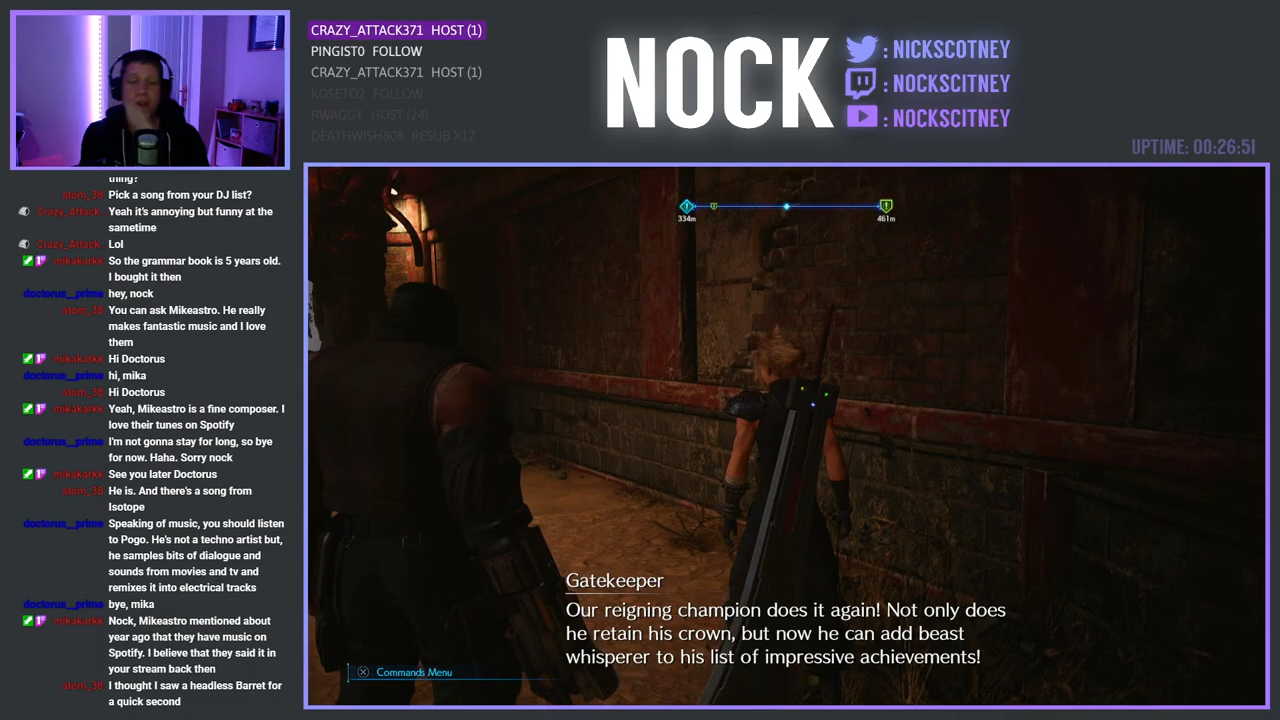 CRAZY_ATTACK371 HOST (1)
PINGIST0 FOLLOW
CRAZY_ATTACK371 HOST (1)
KOSETO2 FOLLOW
RWAGGY HOST (24)
DEATHWISH808 RESUB X17
NOCK
: NICKSCOTNEY
: NOCKSCITNEY
: NOCKSCITNEY
UPTIME: 00:26:51
thing?
atom_38 Pick a song from your DJ list?
Crazy_Attack Yeah it's annoying but funny at the
sametime
Crazy_Attack Lol
mikakarkk So the grammar book is 5 years old.
I bought it then
doctorus__prime hey, nock
atom_38 You can ask Mikeastro. He really
makes fantastic music and I love
them
mikakarkk Hi Doctorus
doctorus__prime hi, mika
atom_38 Hi Doctorus
mikakarkk Yeah, Mikeastro is a fine composer. I
love their tunes on Spotify
doctorus__prime I'm not gonna stay for long, so bye
for now. Haha. Sorry nock
mikakarkk See you later Doctorus
atom_38 He is. And there's a song from
Isotope
doctorus__prime Speaking of music, you should listen
to Pogo. He's not a techno artist but,
he samples bits of dialogue and
sounds from movies and tv and
remixes it into electrical tracks
doctorus__prime bye, mika
mikakarkk Nock, Mikeastro mentioned about
year ago that they have music on
Spotify. I believe that they said it in
your stream back then
atom_38 I thought I saw a headless Barret for
a quick second
334m
461m
Gatekeeper
Our reigning champion does it again! Not only does
he retain his crown, but now he can add beast
whisperer to his list of impressive achievements!
Commands Menu